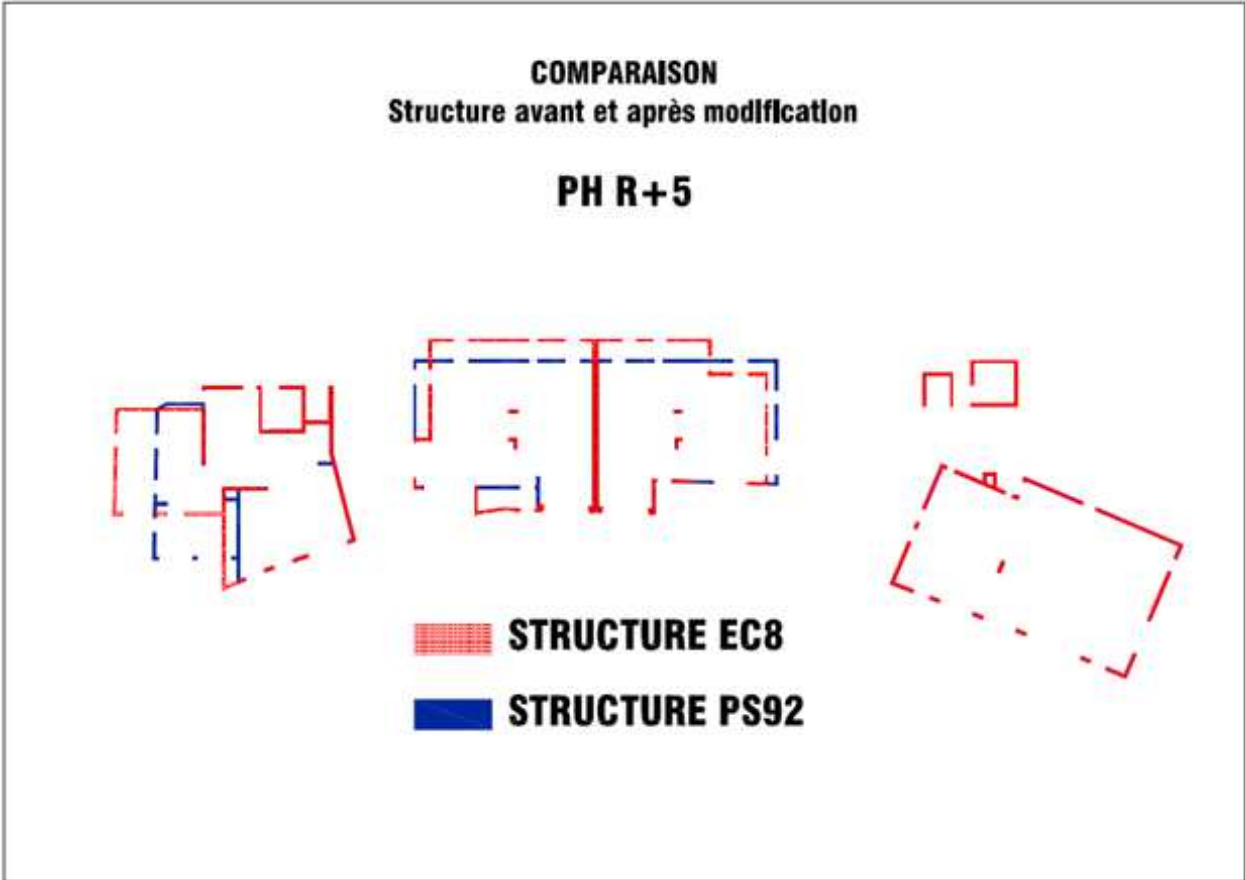 COMPARAISON
Structure avant et après modification
PH R+5
STRUCTURE EC8
STRUCTURE PS92